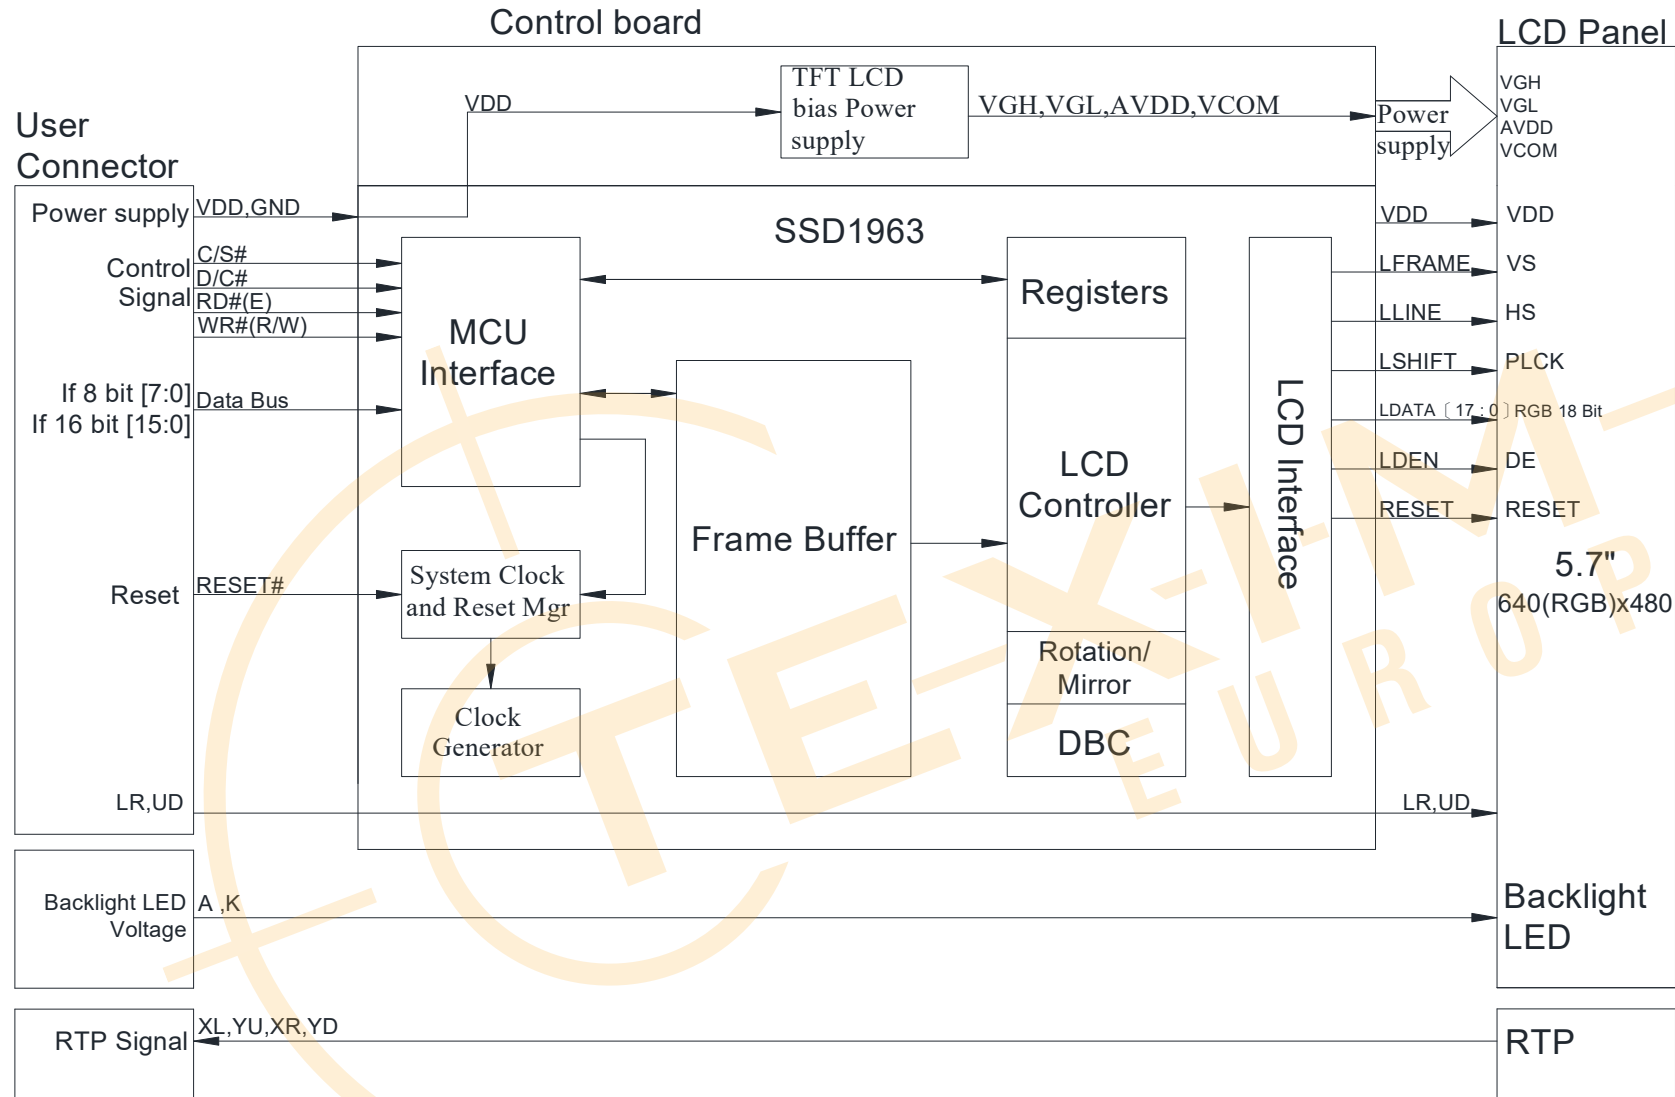 Control board
LCD Panel
User
Connector
VDD
TFT LCD
bias Power
supply
VGH,VGL,AVDD,VCOM
Power
supply
VGH
VGL
AVDD
VCOM
Power supply
VDD,GND
SSD1963
VDD
VDD
Control
Signal
C/S#
D/C#
RD#(E)
WR#(R/W)
MCU
Interface
Registers
LFRAME
VS
LLINE
HS
LSHIFT
PLCK
If 8 bit [7:0]
If 16 bit [15:0]
Data Bus
LDATA〔17:0〕RGB 18 Bit
LCD
Controller
LCD Interface
LDEN
DE
RESET
RESET
Frame Buffer
5.7"
640(RGB)x480
Reset
RESET#
System Clock
and Reset Mgr
Rotation/
Mirror
Clock
Generator
DBC
LR,UD
LR,UD
Backlight LED
Voltage
A ,K
Backlight
LED
RTP Signal
XL,YU,XR,YD
RTP
TEXIM
EUROP